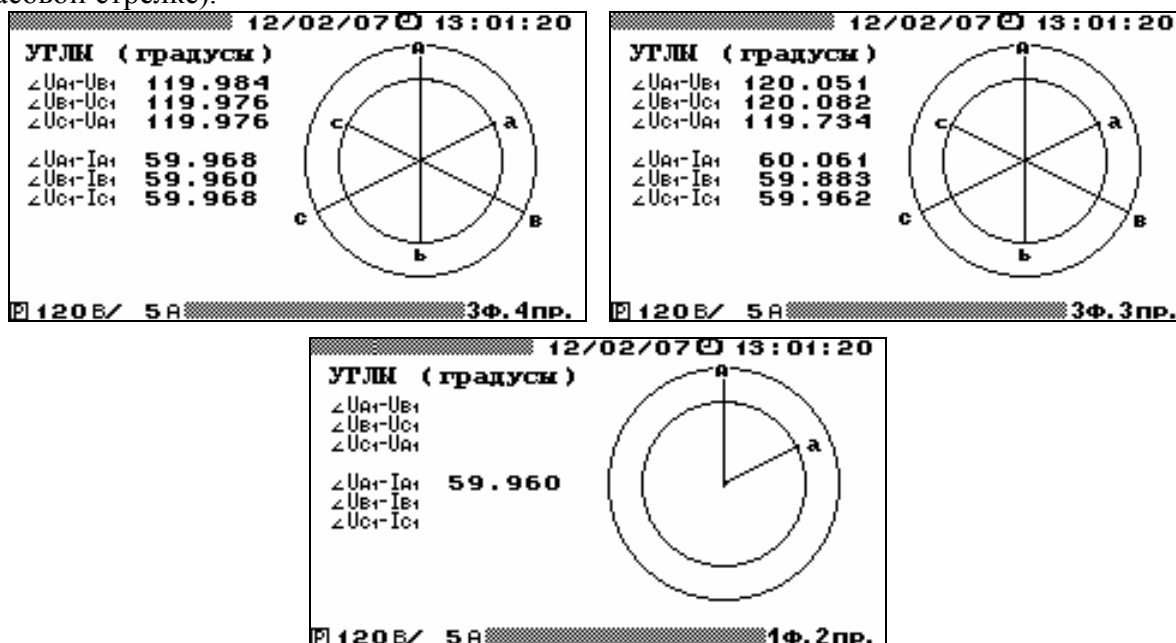 часовой стрелке).
12/02/07 13:01:20
УГЛЫ (градусы)
∠UA1-UB1 119.984
∠UB1-UC1 119.976
∠UC1-UA1 119.976
∠UA1-IA1 59.968
∠UB1-IB1 59.960
∠UC1-IC1 59.968
A
c
a
C
B
b
P 120В/ 5А 3Ф.4пр.
12/02/07 13:01:20
УГЛЫ (градусы)
∠UA1-UB1 120.051
∠UB1-UC1 120.082
∠UC1-UA1 119.734
∠UA1-IA1 60.061
∠UB1-IB1 59.883
∠UC1-IC1 59.962
A
c
a
C
B
b
P 120В/ 5А 3Ф.3пр.
12/02/07 13:01:20
УГЛЫ (градусы)
∠UA1-UB1
∠UB1-UC1
∠UC1-UA1
∠UA1-IA1 59.960
∠UB1-IB1
∠UC1-IC1
A
a
P 120В/ 5А 1Ф.2пр.